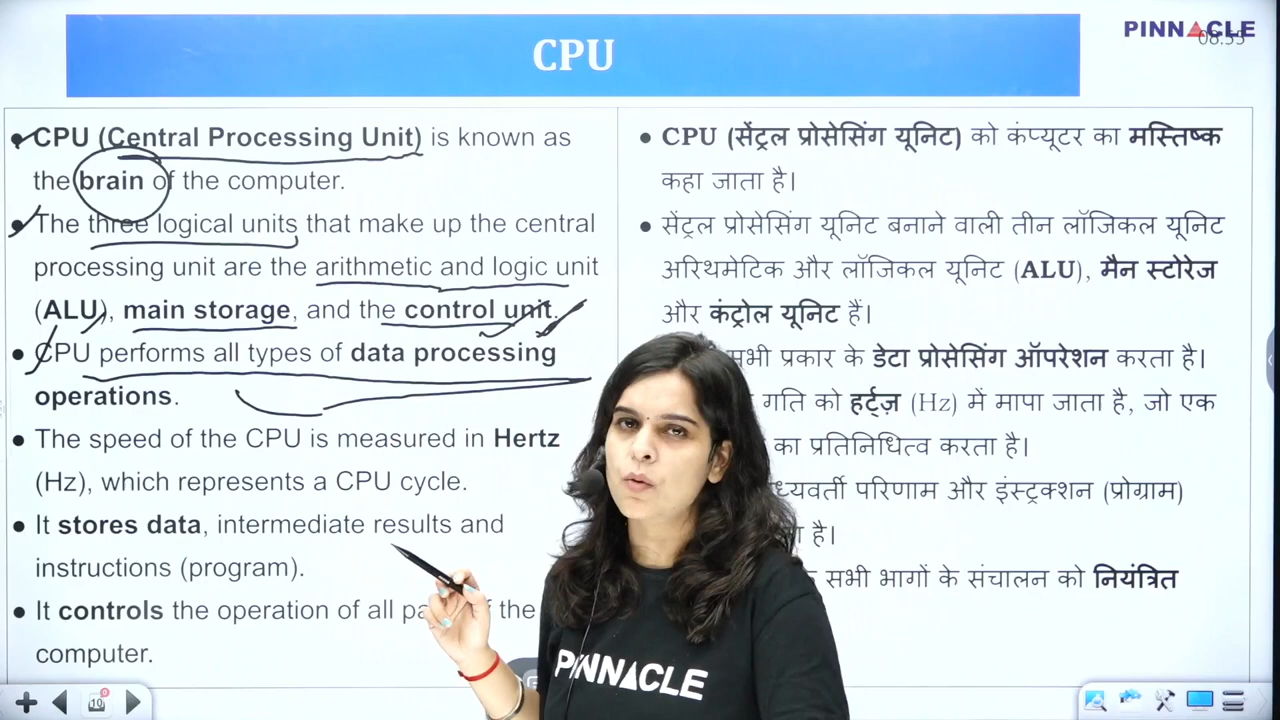 CPU
PINNACLE
08:55
• CPU (Central Processing Unit) is known as
the brain of the computer.
• The three logical units that make up the central
processing unit are the arithmetic and logic unit
(ALU), main storage, and the control unit.
• CPU performs all types of data processing
operations.
• The speed of the CPU is measured in Hertz
(Hz), which represents a CPU cycle.
• It stores data, intermediate results and
instructions (program).
• It controls the operation of all the
computer.
• CPU (सेंट्रल प्रोसेसिंग यूनिट) को कंप्यूटर का मस्तिष्क
कहा जाता है।
• सेंट्रल प्रोसेसिंग यूनिट बनाने वाली तीन लॉजिकल यूनिट
अरिथमेटिक और लॉजिकल यूनिट (ALU), मैन स्टोरेज
और कंट्रोल यूनिट हैं।
सभी प्रकार के डेटा प्रोसेसिंग ऑपरेशन करता है।
गति को हर्ट्ज़ (Hz) में मापा जाता है, जो एक
का प्रतिनिधित्व करता है।
परिणाम और इंस्ट्रक्शन (प्रोग्राम)
है।
सभी भागों के संचालन को नियंत्रित
PINNACLE
10